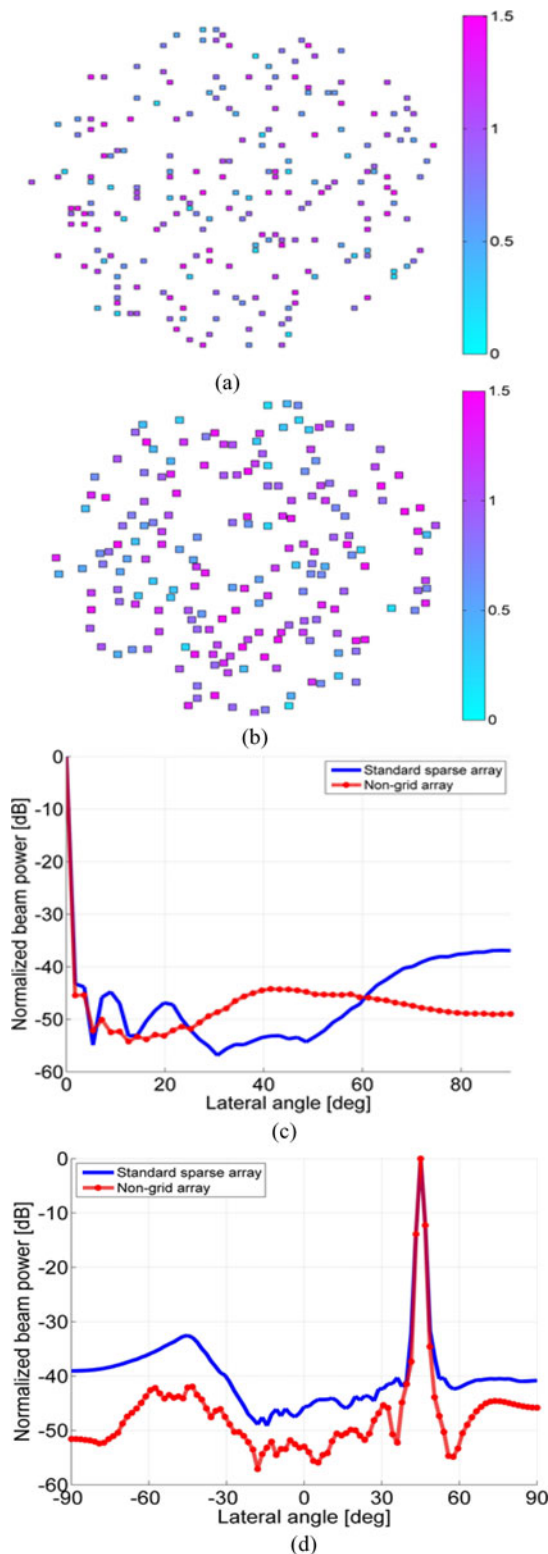 1.5
1
0.5
0
(a)
1.5
1
0.5
0
(b)
Normalized beam power [dB]
0
-10
-20
-30
-40
-50
-60
Standard sparse array
Non-grid array
0 20 40 60 80
Lateral angle [deg]
(c)
Normalized beam power [dB]
0
-10
-20
-30
-40
-50
-60
Standard sparse array
Non-grid array
-90 -60 -30 0 30 60 90
Lateral angle [deg]
(d)